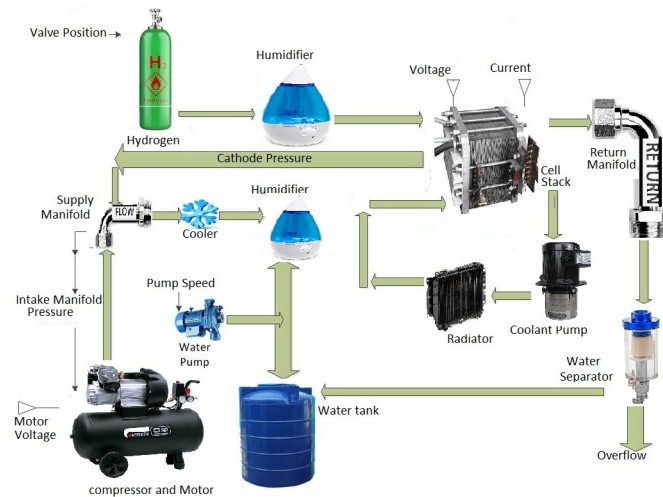 Valve Position
H2
Hydrogen
Humidifier
Voltage
Current
Cathode Pressure
Cell
Stack
Return
Manifold
RETURN
Supply
Manifold
FLOW
Cooler
Humidifier
Intake Manifold
Pressure
Pump Speed
Water
Pump
Radiator
Coolant Pump
Water
Separator
Water tank
Motor
Voltage
Overflow
compressor and Motor